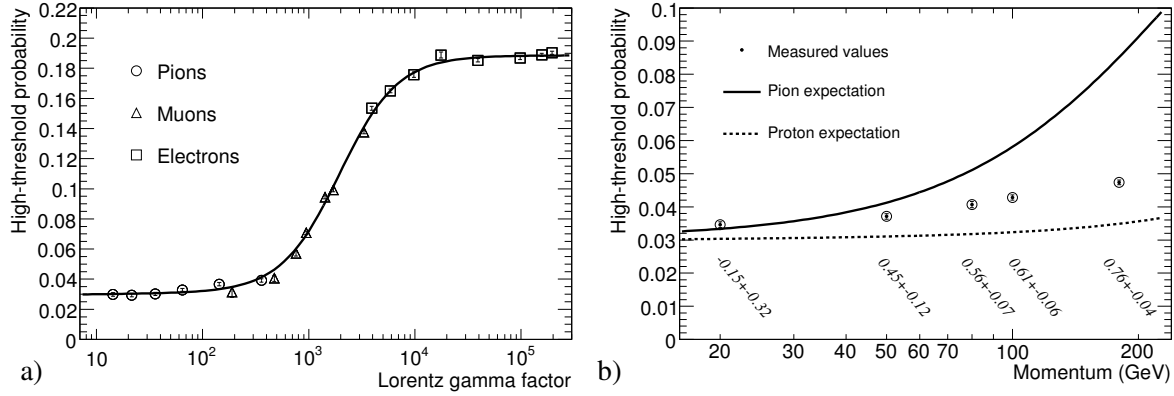 High-threshold probability
0.22
0.2
0.18
0.16
0.14
0.12
0.1
0.08
0.06
0.04
0.02
0
Pions
Muons
Electrons
10
10²
10³
10⁴
10⁵
Lorentz gamma factor
a)
High-threshold probability
0.1
0.09
0.08
0.07
0.06
0.05
0.04
0.03
0.02
0.01
0
Measured values
Pion expectation
Proton expectation
-0.15+-0.32
0.45+-0.12
0.56+-0.07
0.61+-0.06
0.76+-0.04
20 30 40 50 60 70 100 200
Momentum (GeV)
b)